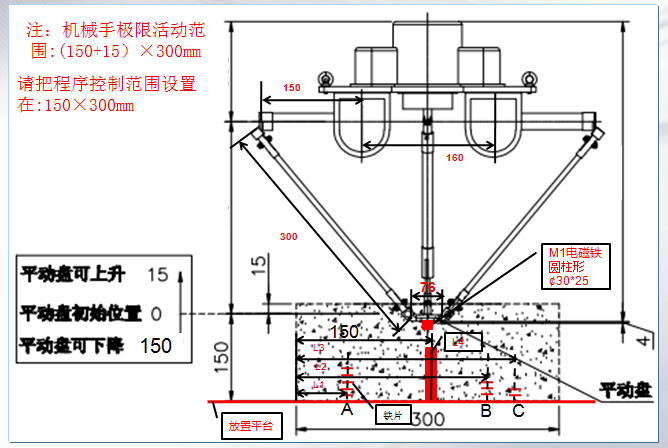 注：机械手极限活动范
围:(150+15）×300mm
请把程序控制范围设置
在:150×300mm
150
160
300
M1电磁铁
圆柱形
¢30*25
15
76
平动盘可上升 15
平动盘初始位置 0
平动盘可下降 150
150
150
L3
L2
L1
4
平动盘
A
铁片
B
C
放置平台
300